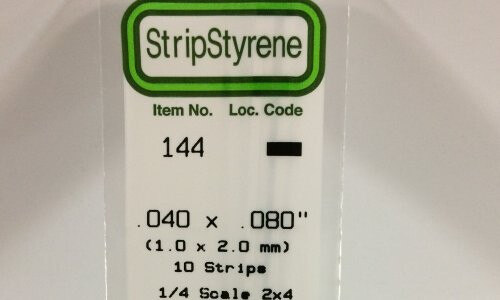 StripStyrene
Item No. Loc. Code
144
.040 x .080"
(1.0 x 2.0 mm)
10 Strips
1/4 Scale 2x4